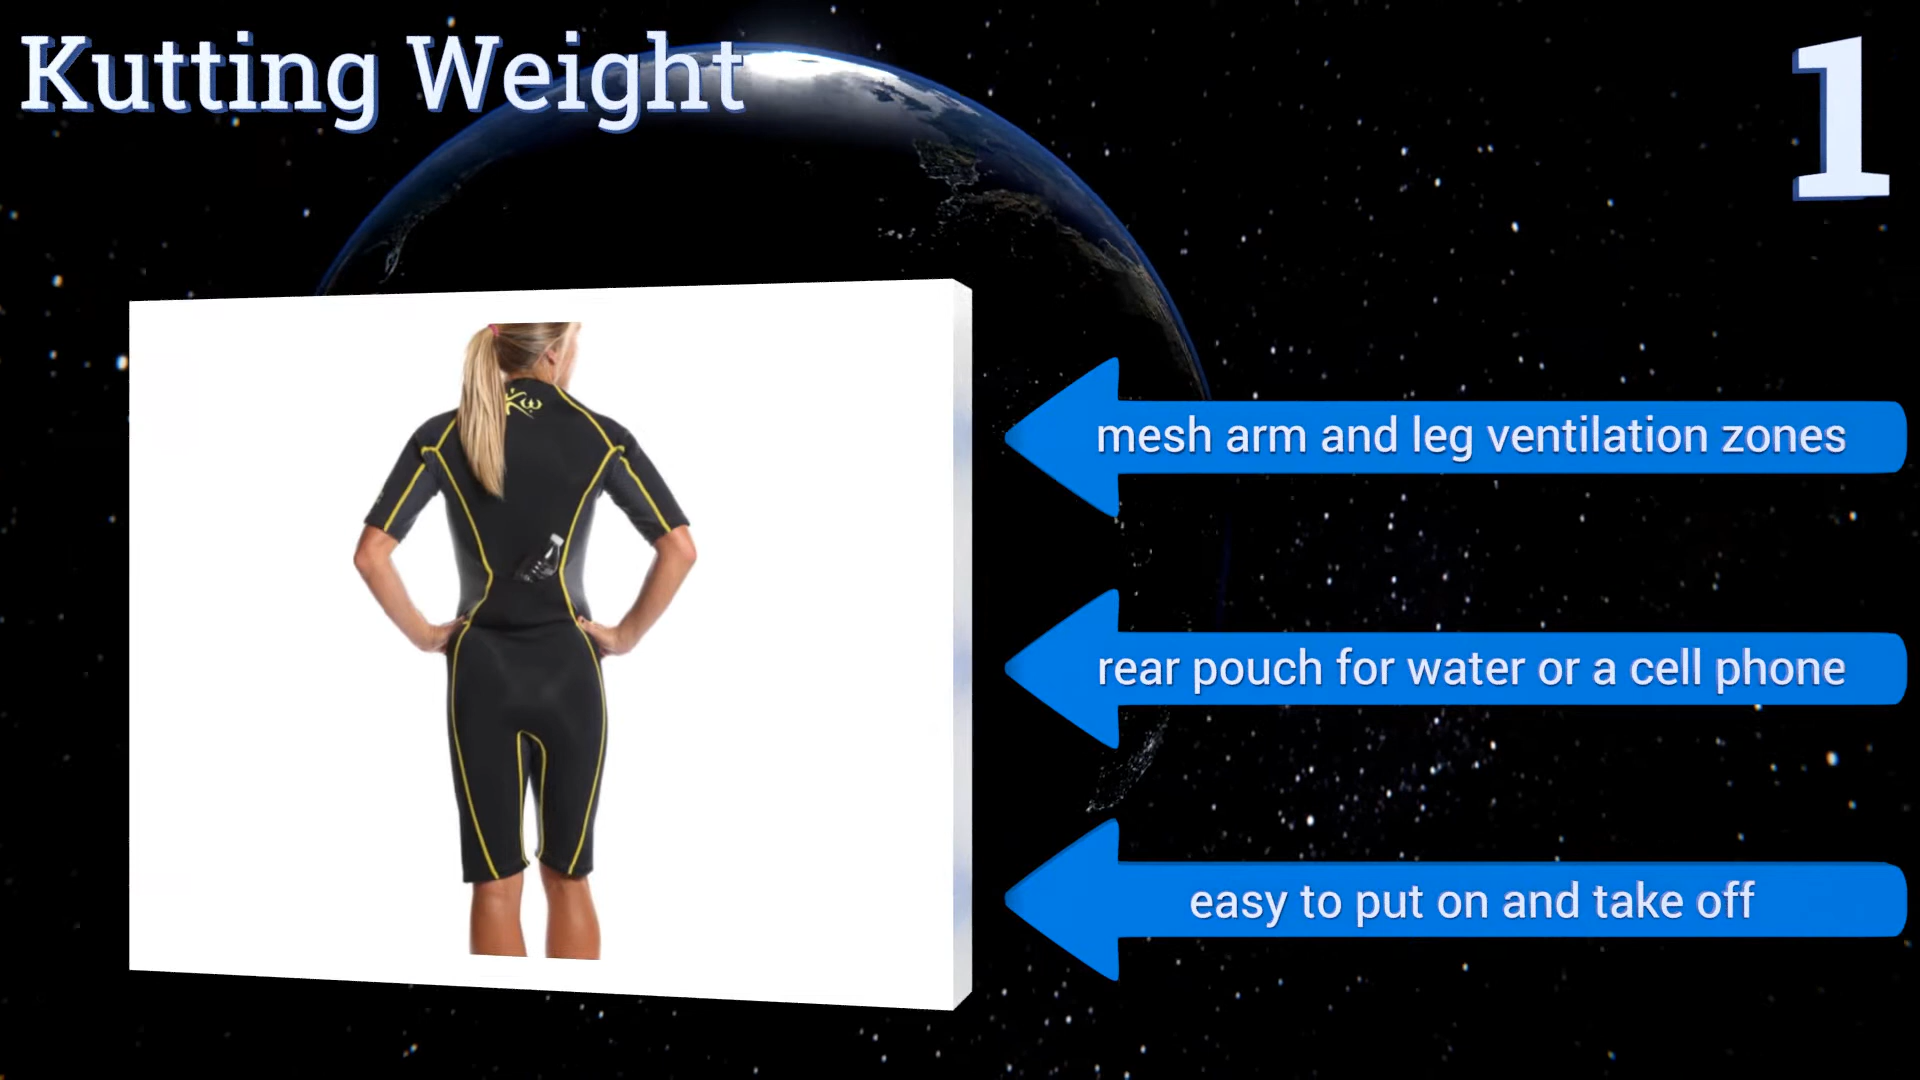 Kutting Weight
1
mesh arm and leg ventilation zones
rear pouch for water or a cell phone
easy to put on and take off